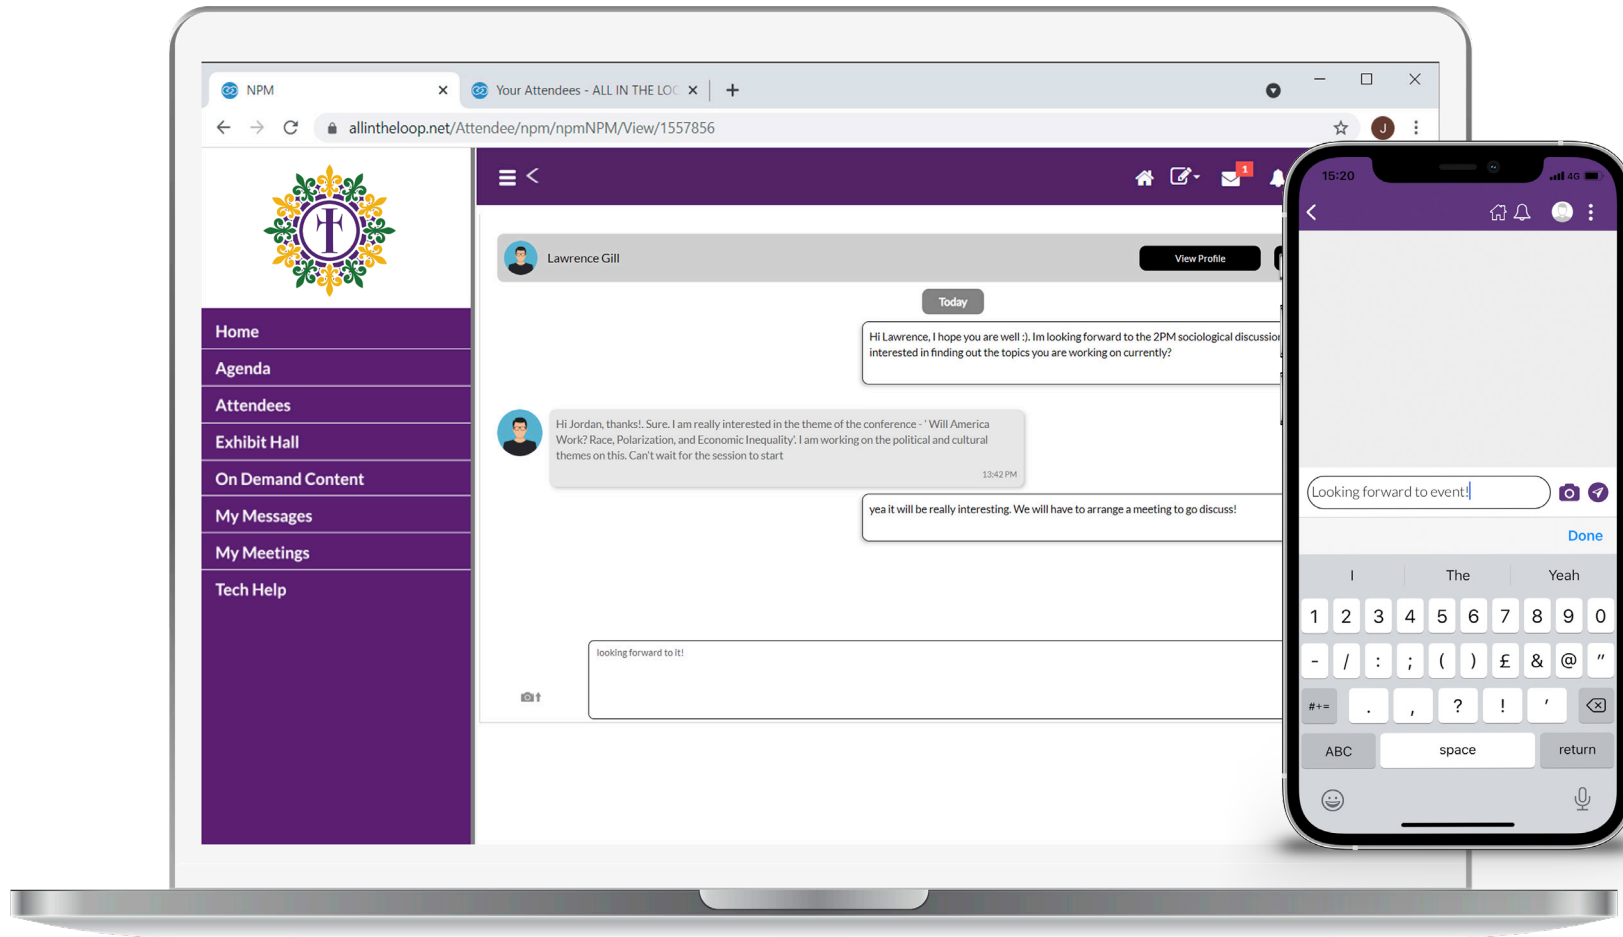 NPM
Your Attendees - ALL IN THE LOO
allintheloop.net/Attendee/npm/npmNPM/View/1557856
J
1
TF
Home
Agenda
Attendees
Exhibit Hall
On Demand Content
My Messages
My Meetings
Tech Help
Lawrence Gill
View Profile
Today
Hi Lawrence, I hope you are well :). Im looking forward to the 2PM sociological discussion
interested in finding out the topics you are working on currently?
Hi Jordan, thanks!. Sure. I am really interested in the theme of the conference - ' Will America
Work? Race, Polarization, and Economic Inequality'. I am working on the political and cultural
themes on this. Can't wait for the session to start
13:42 PM
yea it will be really interesting. We will have to arrange a meeting to go discuss!
looking forward to it!
15:20
4G
Looking forward to event!
Done
I The Yeah
1 2 3 4 5 6 7 8 9 0
- / : ; ( ) £ & @ "
#+= . , ? ! '
ABC space return